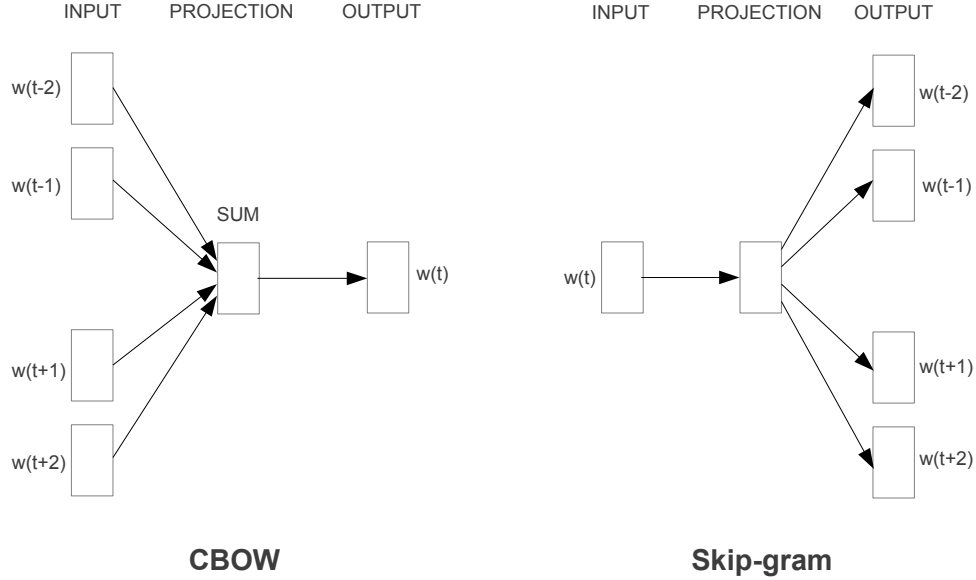 INPUT PROJECTION OUTPUT
w(t-2)
w(t-1)
SUM
w(t)
w(t+1)
w(t+2)
CBOW
INPUT PROJECTION OUTPUT
w(t-2)
w(t-1)
w(t)
w(t+1)
w(t+2)
Skip-gram